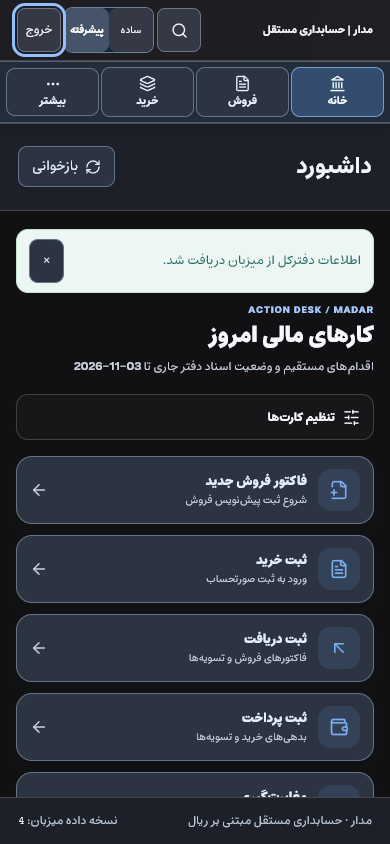 مدار / حسابداری مستقل
ساده
پیشرفته
خروج
خانه
فروش
خرید
بیشتر
داشبورد
بازخوانی
اطلاعات دفترکل از میزبان دریافت شد.
×
ACTION DESK / MADAR
کارهای مالی امروز
اقدام‌های مستقیم و وضعیت اسناد دفتر جاری تا 2026-11-03
تنظیم کارت‌ها
فاکتور فروش جدید
شروع ثبت پیش‌نویس فروش
ثبت خرید
ورود به ثبت صورتحساب
ثبت دریافت
فاکتورهای فروش و تسویه‌ها
ثبت پرداخت
بدهی‌های خرید و تسویه‌ها
مدار · حسابداری مستقل مبتنی بر ریال
نسخه داده میزبان: 4